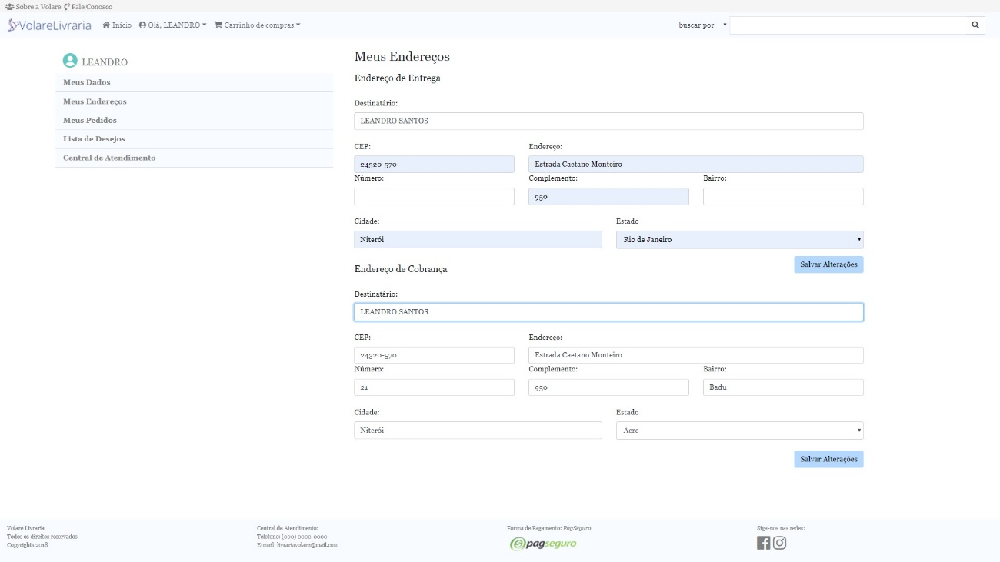 Sobre a Volare Fale Conosco
VolareLivraria Início Olá, LEANDRO Carrinho de compras buscar por
LEANDRO
Meus Dados
Meus Endereços
Meus Pedidos
Lista de Desejos
Central de Atendimento
Meus Endereços
Endereço de Entrega
Destinatário:
LEANDRO SANTOS
CEP: Endereço:
24320-570 Estrada Caetano Monteiro
Número: Complemento: Bairro:
950
Cidade: Estado
Niterói Rio de Janeiro
Salvar Alterações
Endereço de Cobrança
Destinatário:
LEANDRO SANTOS
CEP: Endereço:
24320-570 Estrada Caetano Monteiro
Número: Complemento: Bairro:
21 950 Badu
Cidade: Estado
Niterói Acre
Salvar Alterações
Volare Livraria
Todos os direitos reservados
Copyrights 2018
Central de Atendimento:
Telefone: (000) 0000-0000
E-mail: livrariavolare@mail.com
Forma de Pagamento: PagSeguro
pagseguro
Siga-nos nas redes: